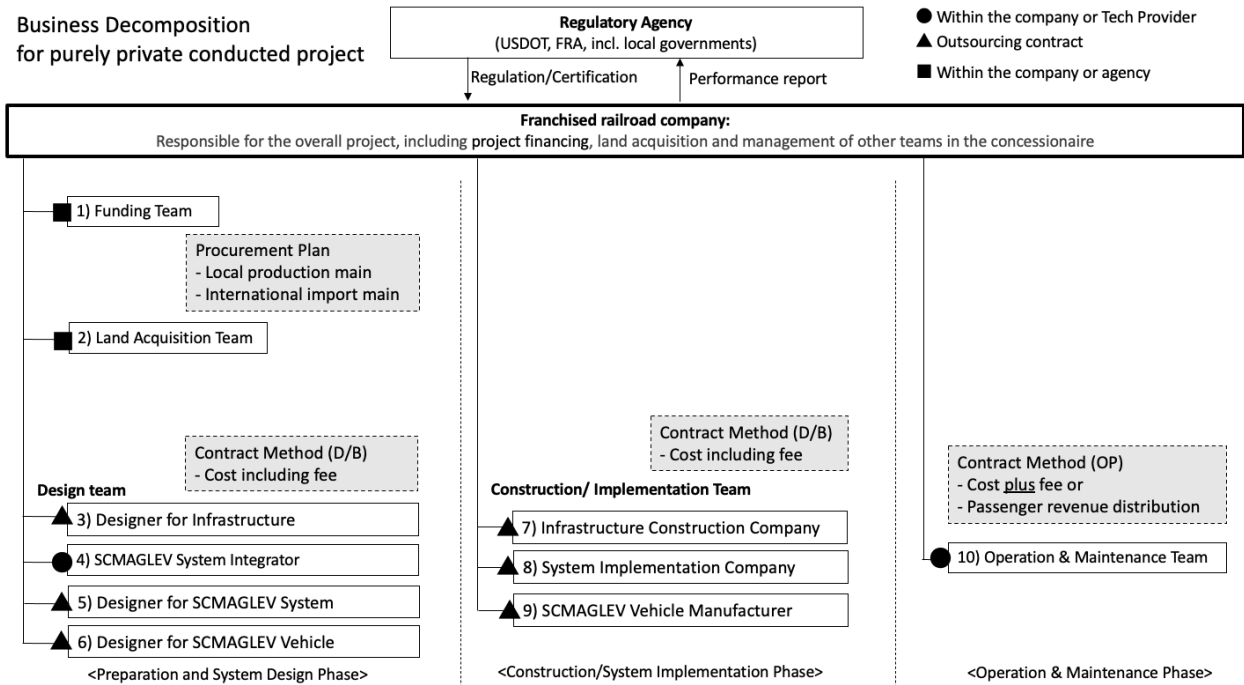 Business Decomposition
for purely private conducted project
Regulatory Agency
(USDOT, FRA, incl. local governments)
Within the company or Tech Provider
Outsourcing contract
Within the company or agency
Regulation/Certification
Performance report
Franchised railroad company:
Responsible for the overall project, including project financing, land acquisition and management of other teams in the concessionaire
1) Funding Team
Procurement Plan
- Local production main
- International import main
2) Land Acquisition Team
Contract Method (D/B)
- Cost including fee
Design team
3) Designer for Infrastructure
4) SCMAGLEV System Integrator
5) Designer for SCMAGLEV System
6) Designer for SCMAGLEV Vehicle
<Preparation and System Design Phase>
Contract Method (D/B)
- Cost including fee
Construction/ Implementation Team
7) Infrastructure Construction Company
8) System Implementation Company
9) SCMAGLEV Vehicle Manufacturer
<Construction/System Implementation Phase>
Contract Method (OP)
- Cost plus fee or
- Passenger revenue distribution
10) Operation & Maintenance Team
<Operation & Maintenance Phase>